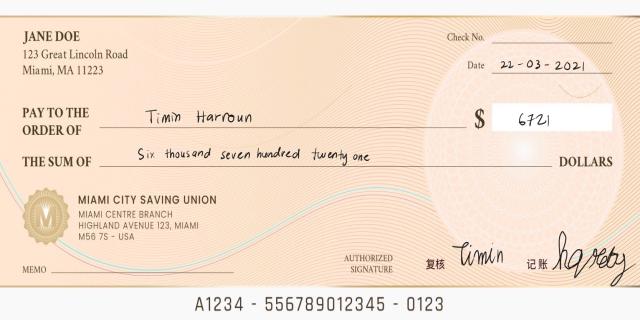 JANE DOE
123 Great Lincoln Road
Miami, MA 11223
Check No.
Date 22-03-2021
PAY TO THE
ORDER OF Timin Harroun
$ 6721
THE SUM OF Six thousand seven hundred twenty one DOLLARS
MIAMI CITY SAVING UNION
MIAMI CENTRE BRANCH
HIGHLAND AVENUE 123, MIAMI
M56 7S - USA
MEMO
AUTHORIZED
SIGNATURE
复核 Timin 记账
A1234 - 556789012345 - 0123